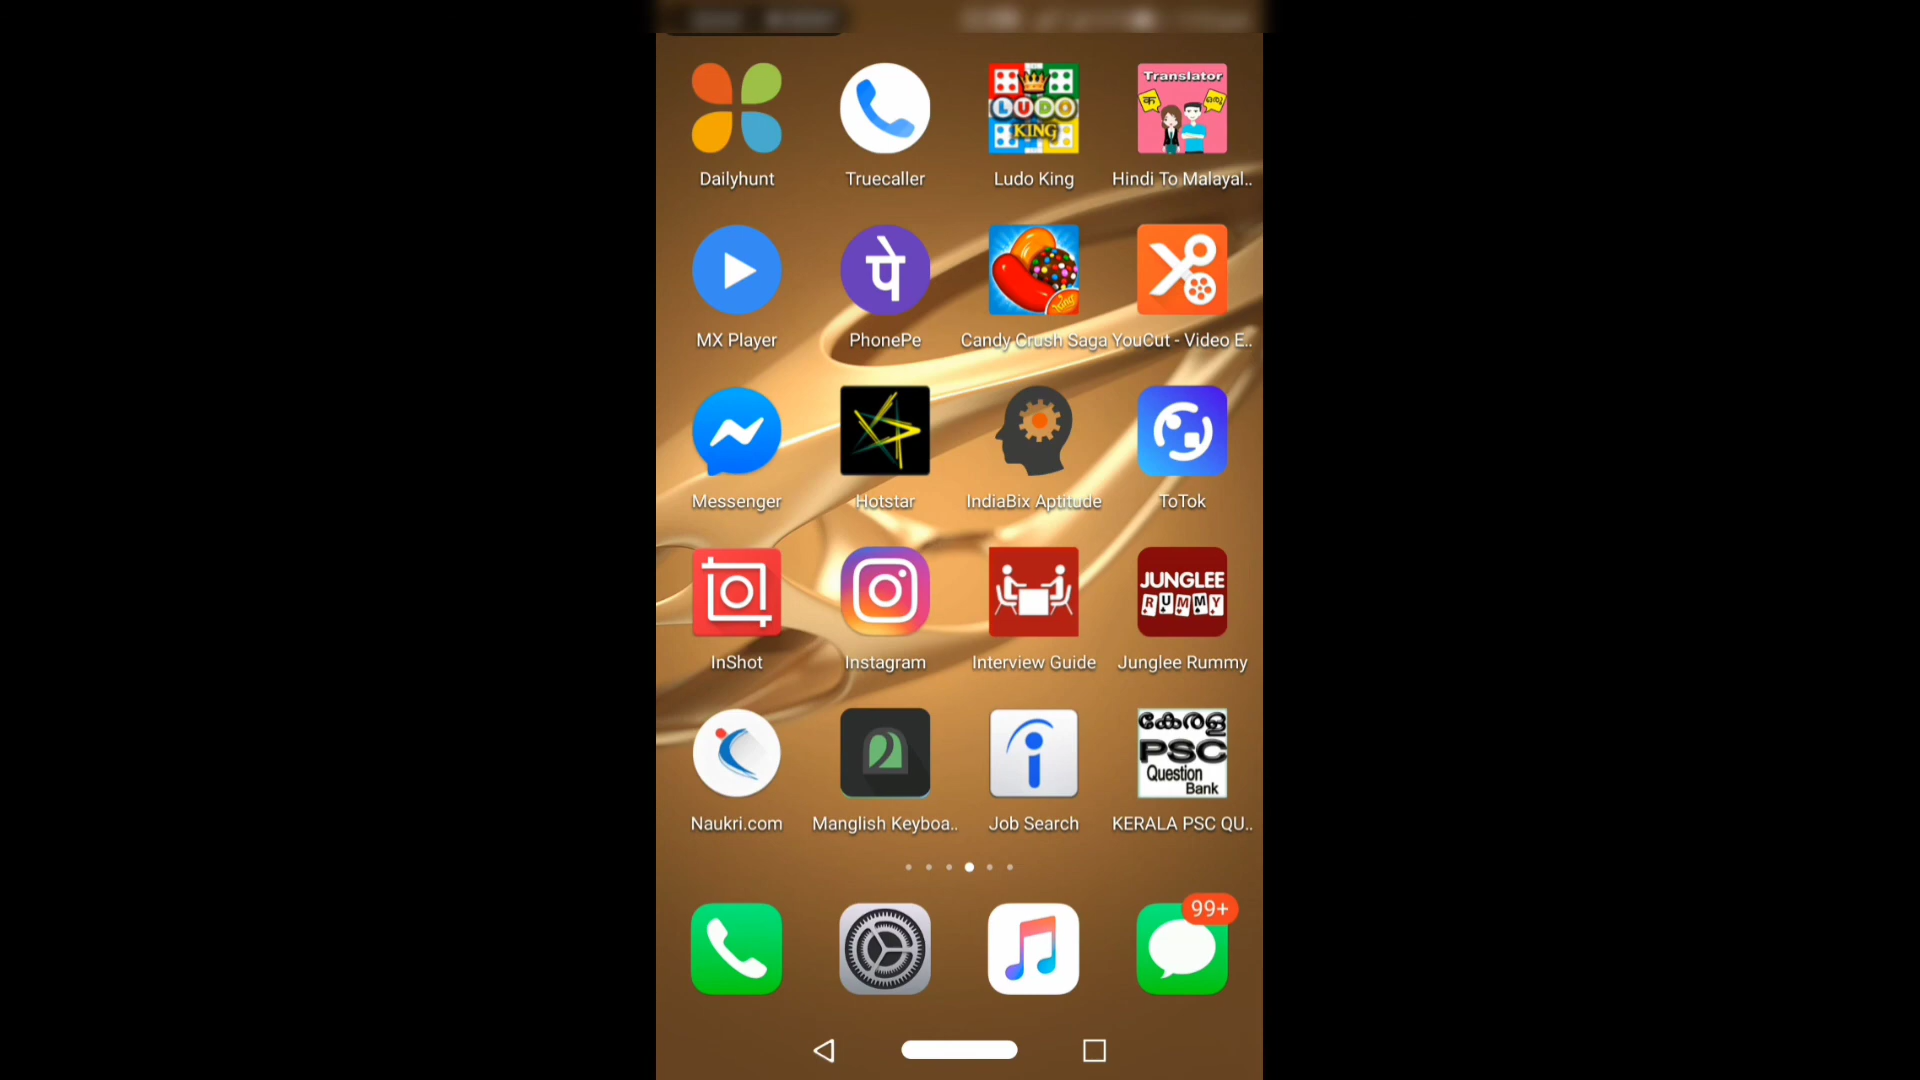 Translator
क ഒരു
LUDO
KING
Dailyhunt Truecaller Ludo King Hindi To Malayal..
पे
King
MX Player PhonePe Candy Crush Saga YouCut - Video E..
Messenger Hotstar IndiaBix Aptitude ToTok
JUNGLEE
RUMMY
InShot Instagram Interview Guide Junglee Rummy
കേരള
PSC
Question
Bank
മ
i
Naukri.com Manglish Keyboa.. Job Search KERALA PSC QU..
99+